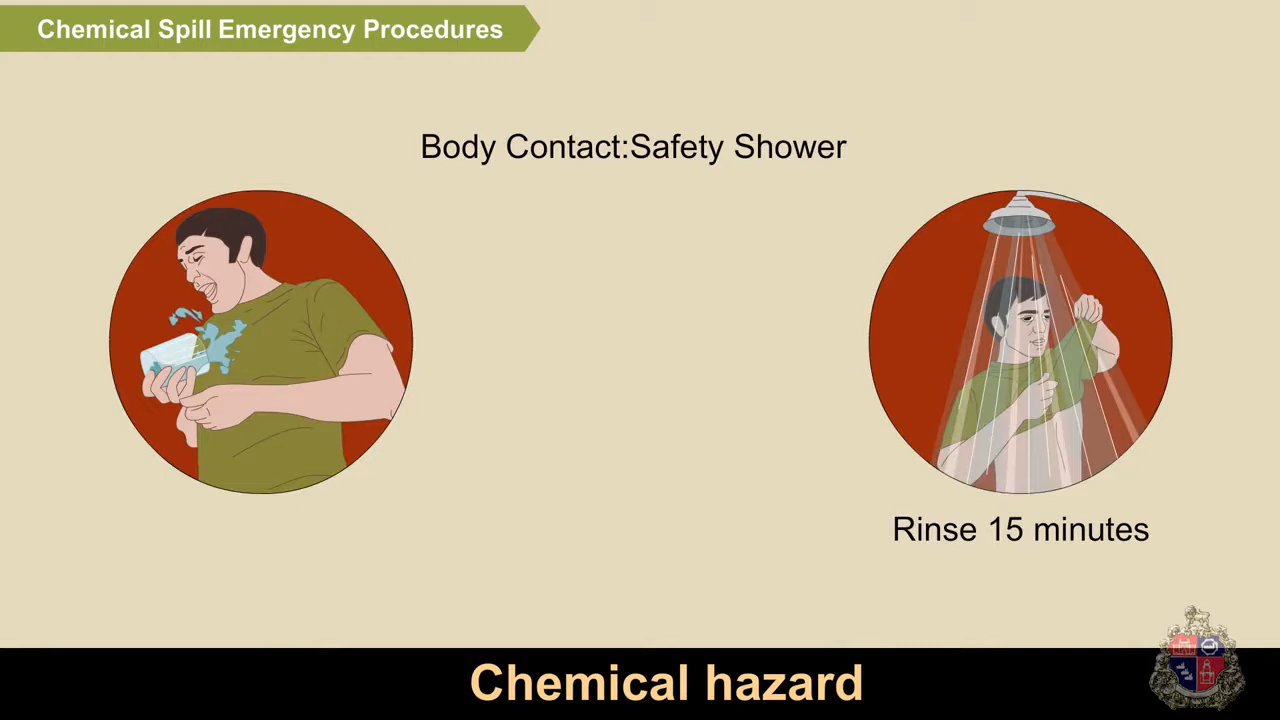 Chemical Spill Emergency Procedures
Body Contact:Safety Shower
Rinse 15 minutes
Chemical hazard